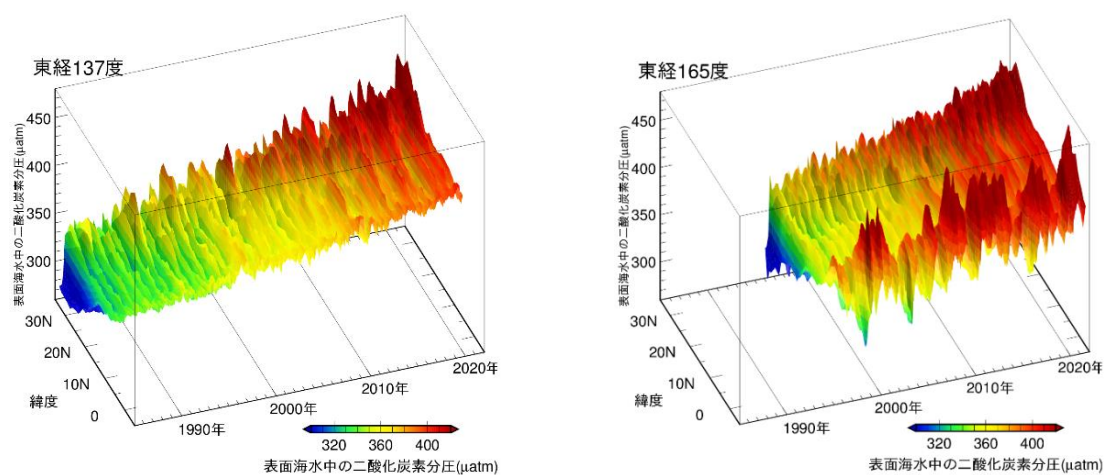 東経137度
表面海水中の二酸化炭素分圧(μatm)
450
400
350
300
30N
20N
10N
0
緯度
1990年
2000年
2010年
2020年
320 360 400
表面海水中の二酸化炭素分圧(μatm)
東経165度
表面海水中の二酸化炭素分圧(μatm)
450
400
350
300
30N
20N
10N
0
緯度
1990年
2000年
2010年
2020年
320 360 400
表面海水中の二酸化炭素分圧(μatm)